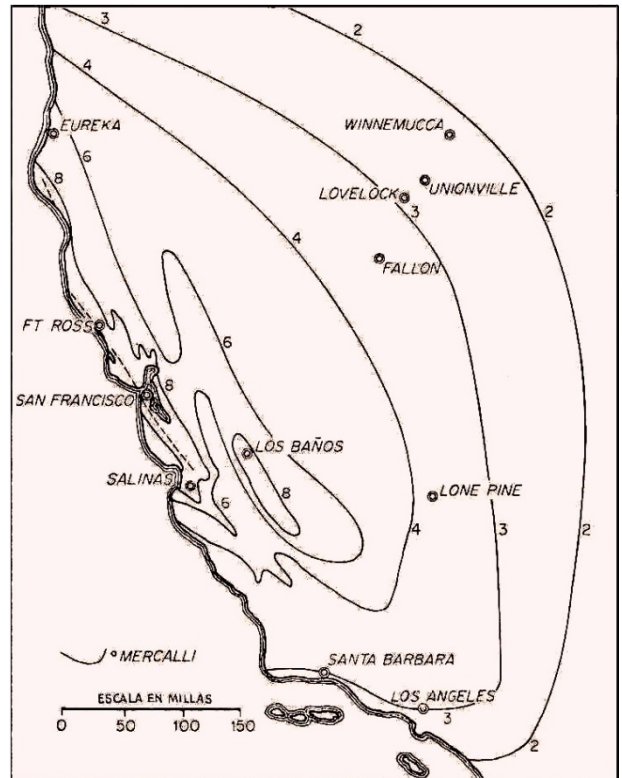 3
2
4
EUREKA
WINNEMUCCA
6
8
UNIONVILLE
LOVELOCK
3
2
4
FALLON
FT ROSS
6
8
SAN FRANCISCO
LOS BAÑOS
SALINAS
8
LONE PINE
6
4
3
2
MERCALLI
SANTA BARBARA
ESCALA EN MILLAS
LOS ANGELES
3
0 50 100 150
2